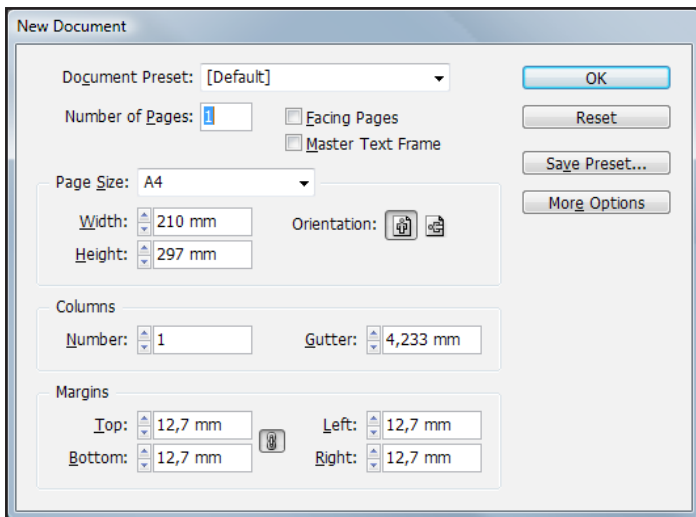 New Document
Document Preset: [Default]
OK
Number of Pages: 1
Facing Pages
Reset
Master Text Frame
Save Preset...
Page Size: A4
More Options
Width: 210 mm
Orientation:
Height: 297 mm
Columns
Number: 1
Gutter: 4,233 mm
Margins
Top: 12,7 mm
Left: 12,7 mm
Bottom: 12,7 mm
Right: 12,7 mm